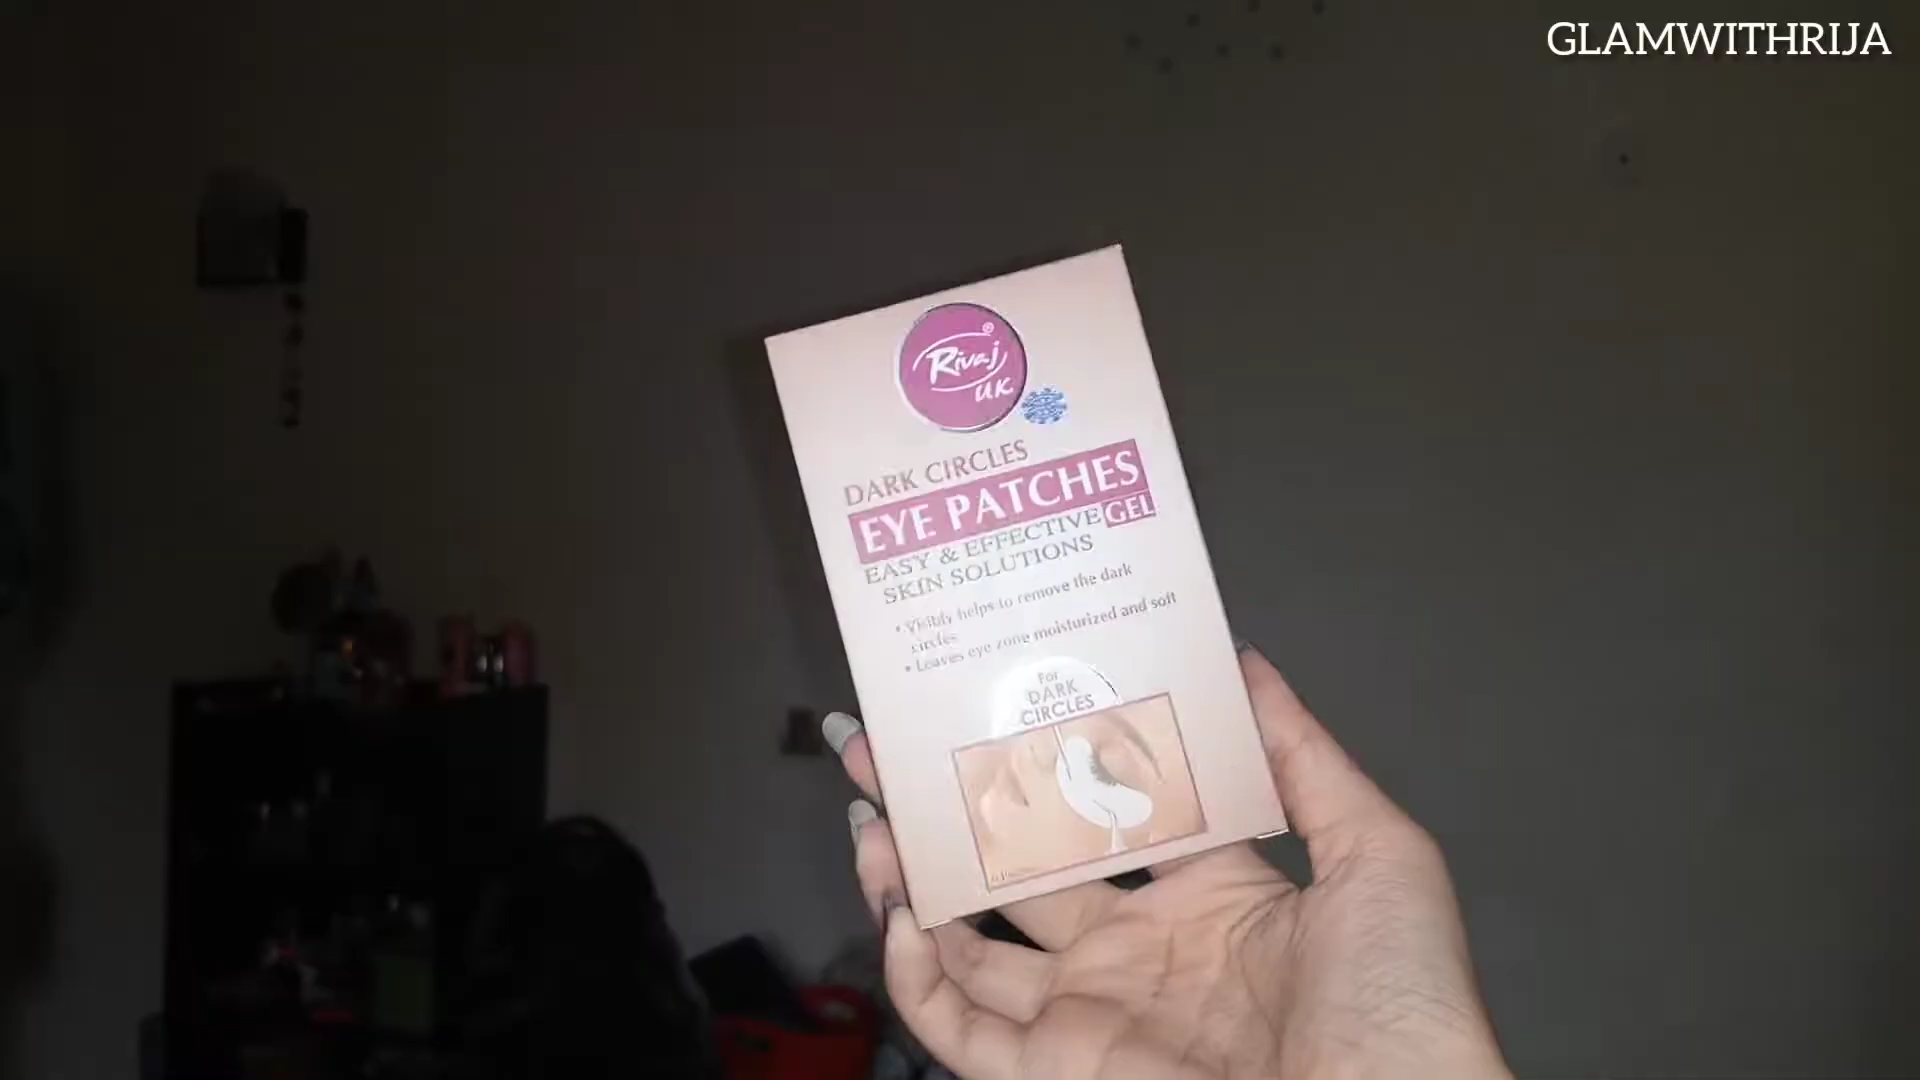 GLAMWITHRIJA
Rivaj®
UK
DARK CIRCLES
EYE PATCHES
EASY & EFFECTIVE GEL
SKIN SOLUTIONS
• Visibly helps to remove the dark
circles
• Leaves eye zone moisturized and soft
For
DARK
CIRCLES